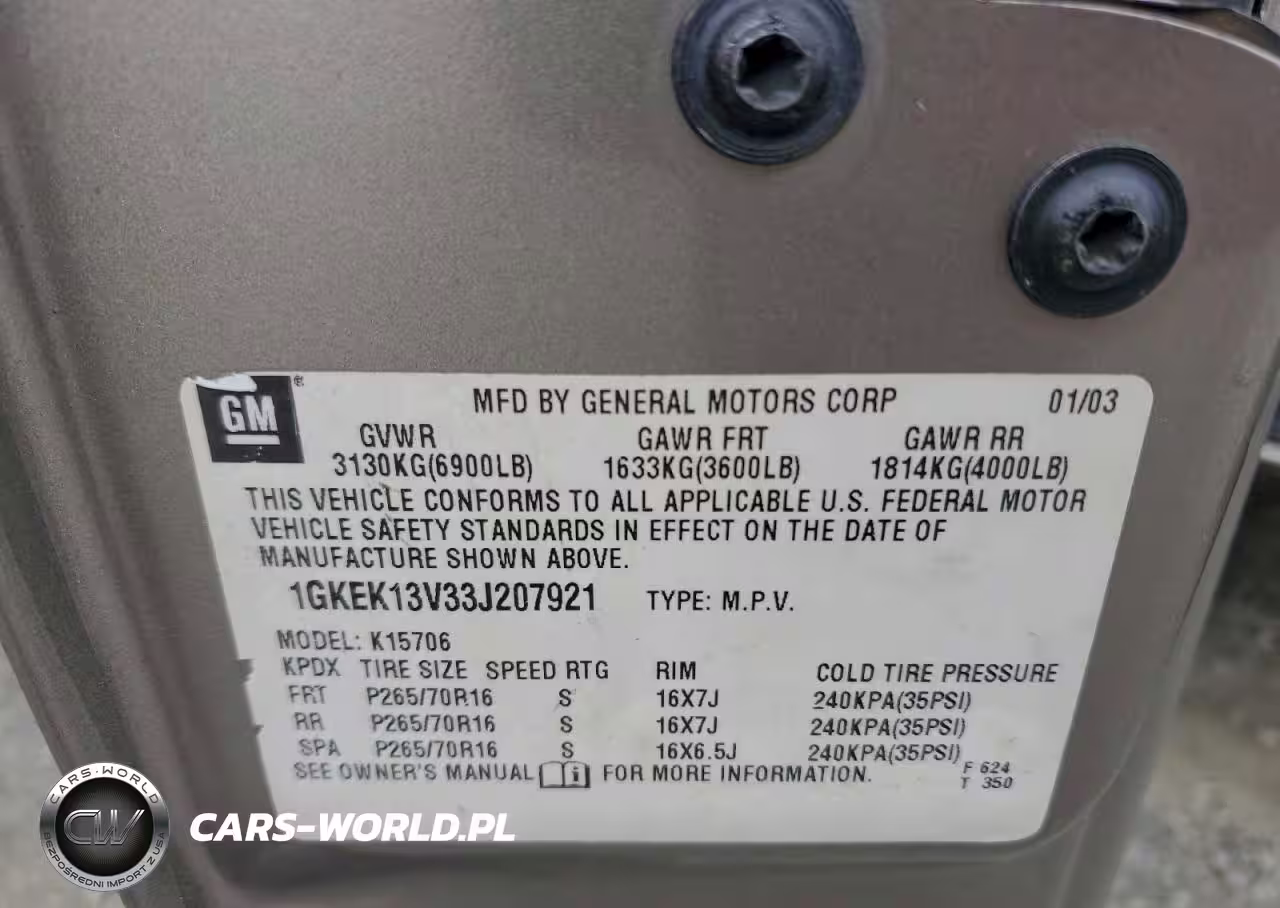 GM ®
MFD BY GENERAL MOTORS CORP 01/03
GVWR GAWR FRT GAWR RR
3130KG(6900LB) 1633KG(3600LB) 1814KG(4000LB)
THIS VEHICLE CONFORMS TO ALL APPLICABLE U.S. FEDERAL MOTOR
VEHICLE SAFETY STANDARDS IN EFFECT ON THE DATE OF
MANUFACTURE SHOWN ABOVE.
1GKEK13V33J207921 TYPE: M.P.V.
MODEL: K15706
KPDX TIRE SIZE SPEED RTG RIM COLD TIRE PRESSURE
FRT P265/70R16 S 16X7J 240KPA(35PSI)
RR P265/70R16 S 16X7J 240KPA(35PSI)
SPA P265/70R16 S 16X6.5J 240KPA(35PSI)
SEE OWNER'S MANUAL FOR MORE INFORMATION.
F 624
T 350
CARS-WORLD
CW
BEZPOŚREDNI IMPORT Z USA
CARS-WORLD.PL